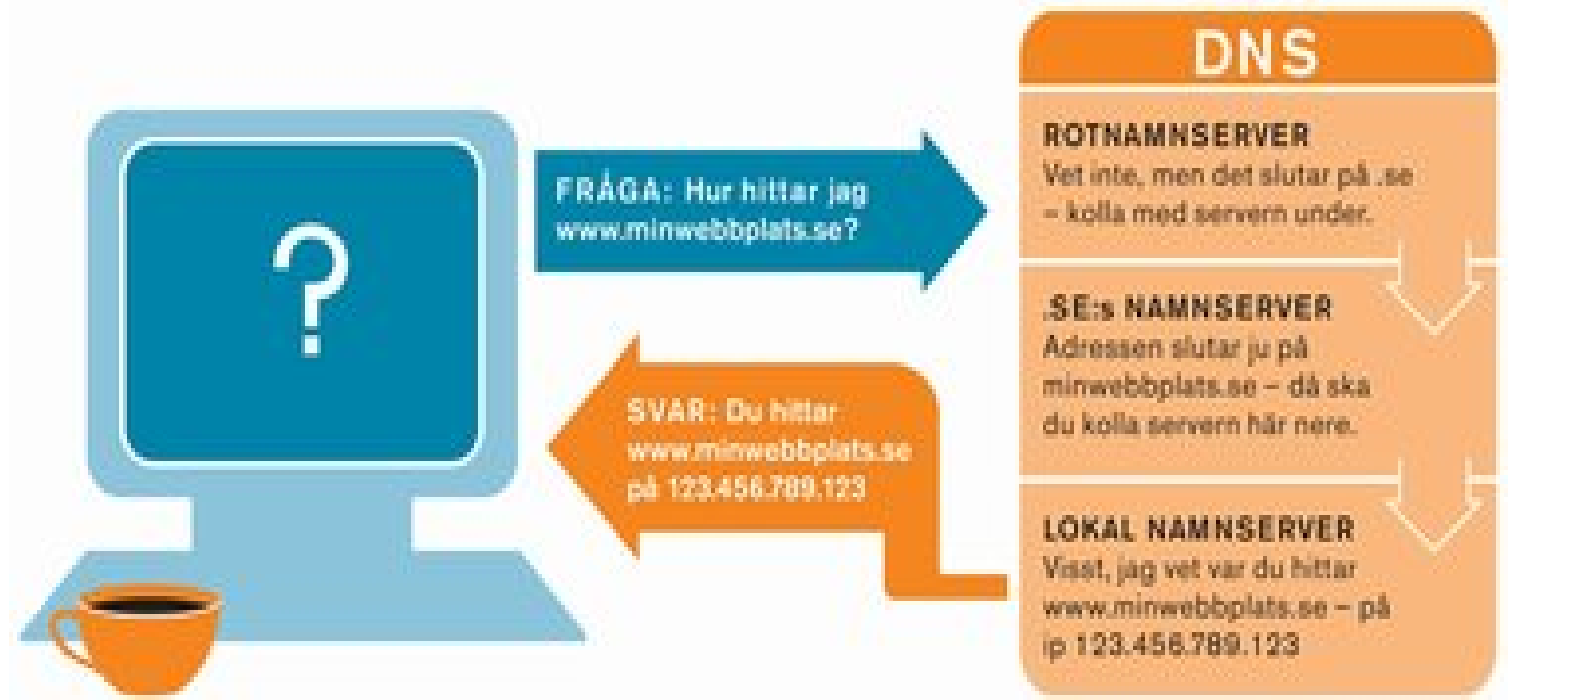 FRÅGA: Hur hittar jag
www.minwebbplats.se?
SVAR: Du hittar
www.minwebbplats.se
på 123.456.789.123
DNS
ROTNAMNSERVER
Vet inte, men det slutar på .se
– kolla med servern under.
.SE:s NAMNSERVER
Adressen slutar ju på
minwebbplats.se – då ska
du kolla servern här nere.
LOKAL NAMNSERVER
Visst, jag vet var du hittar
www.minwebbplats.se – på
ip 123.456.789.123
?